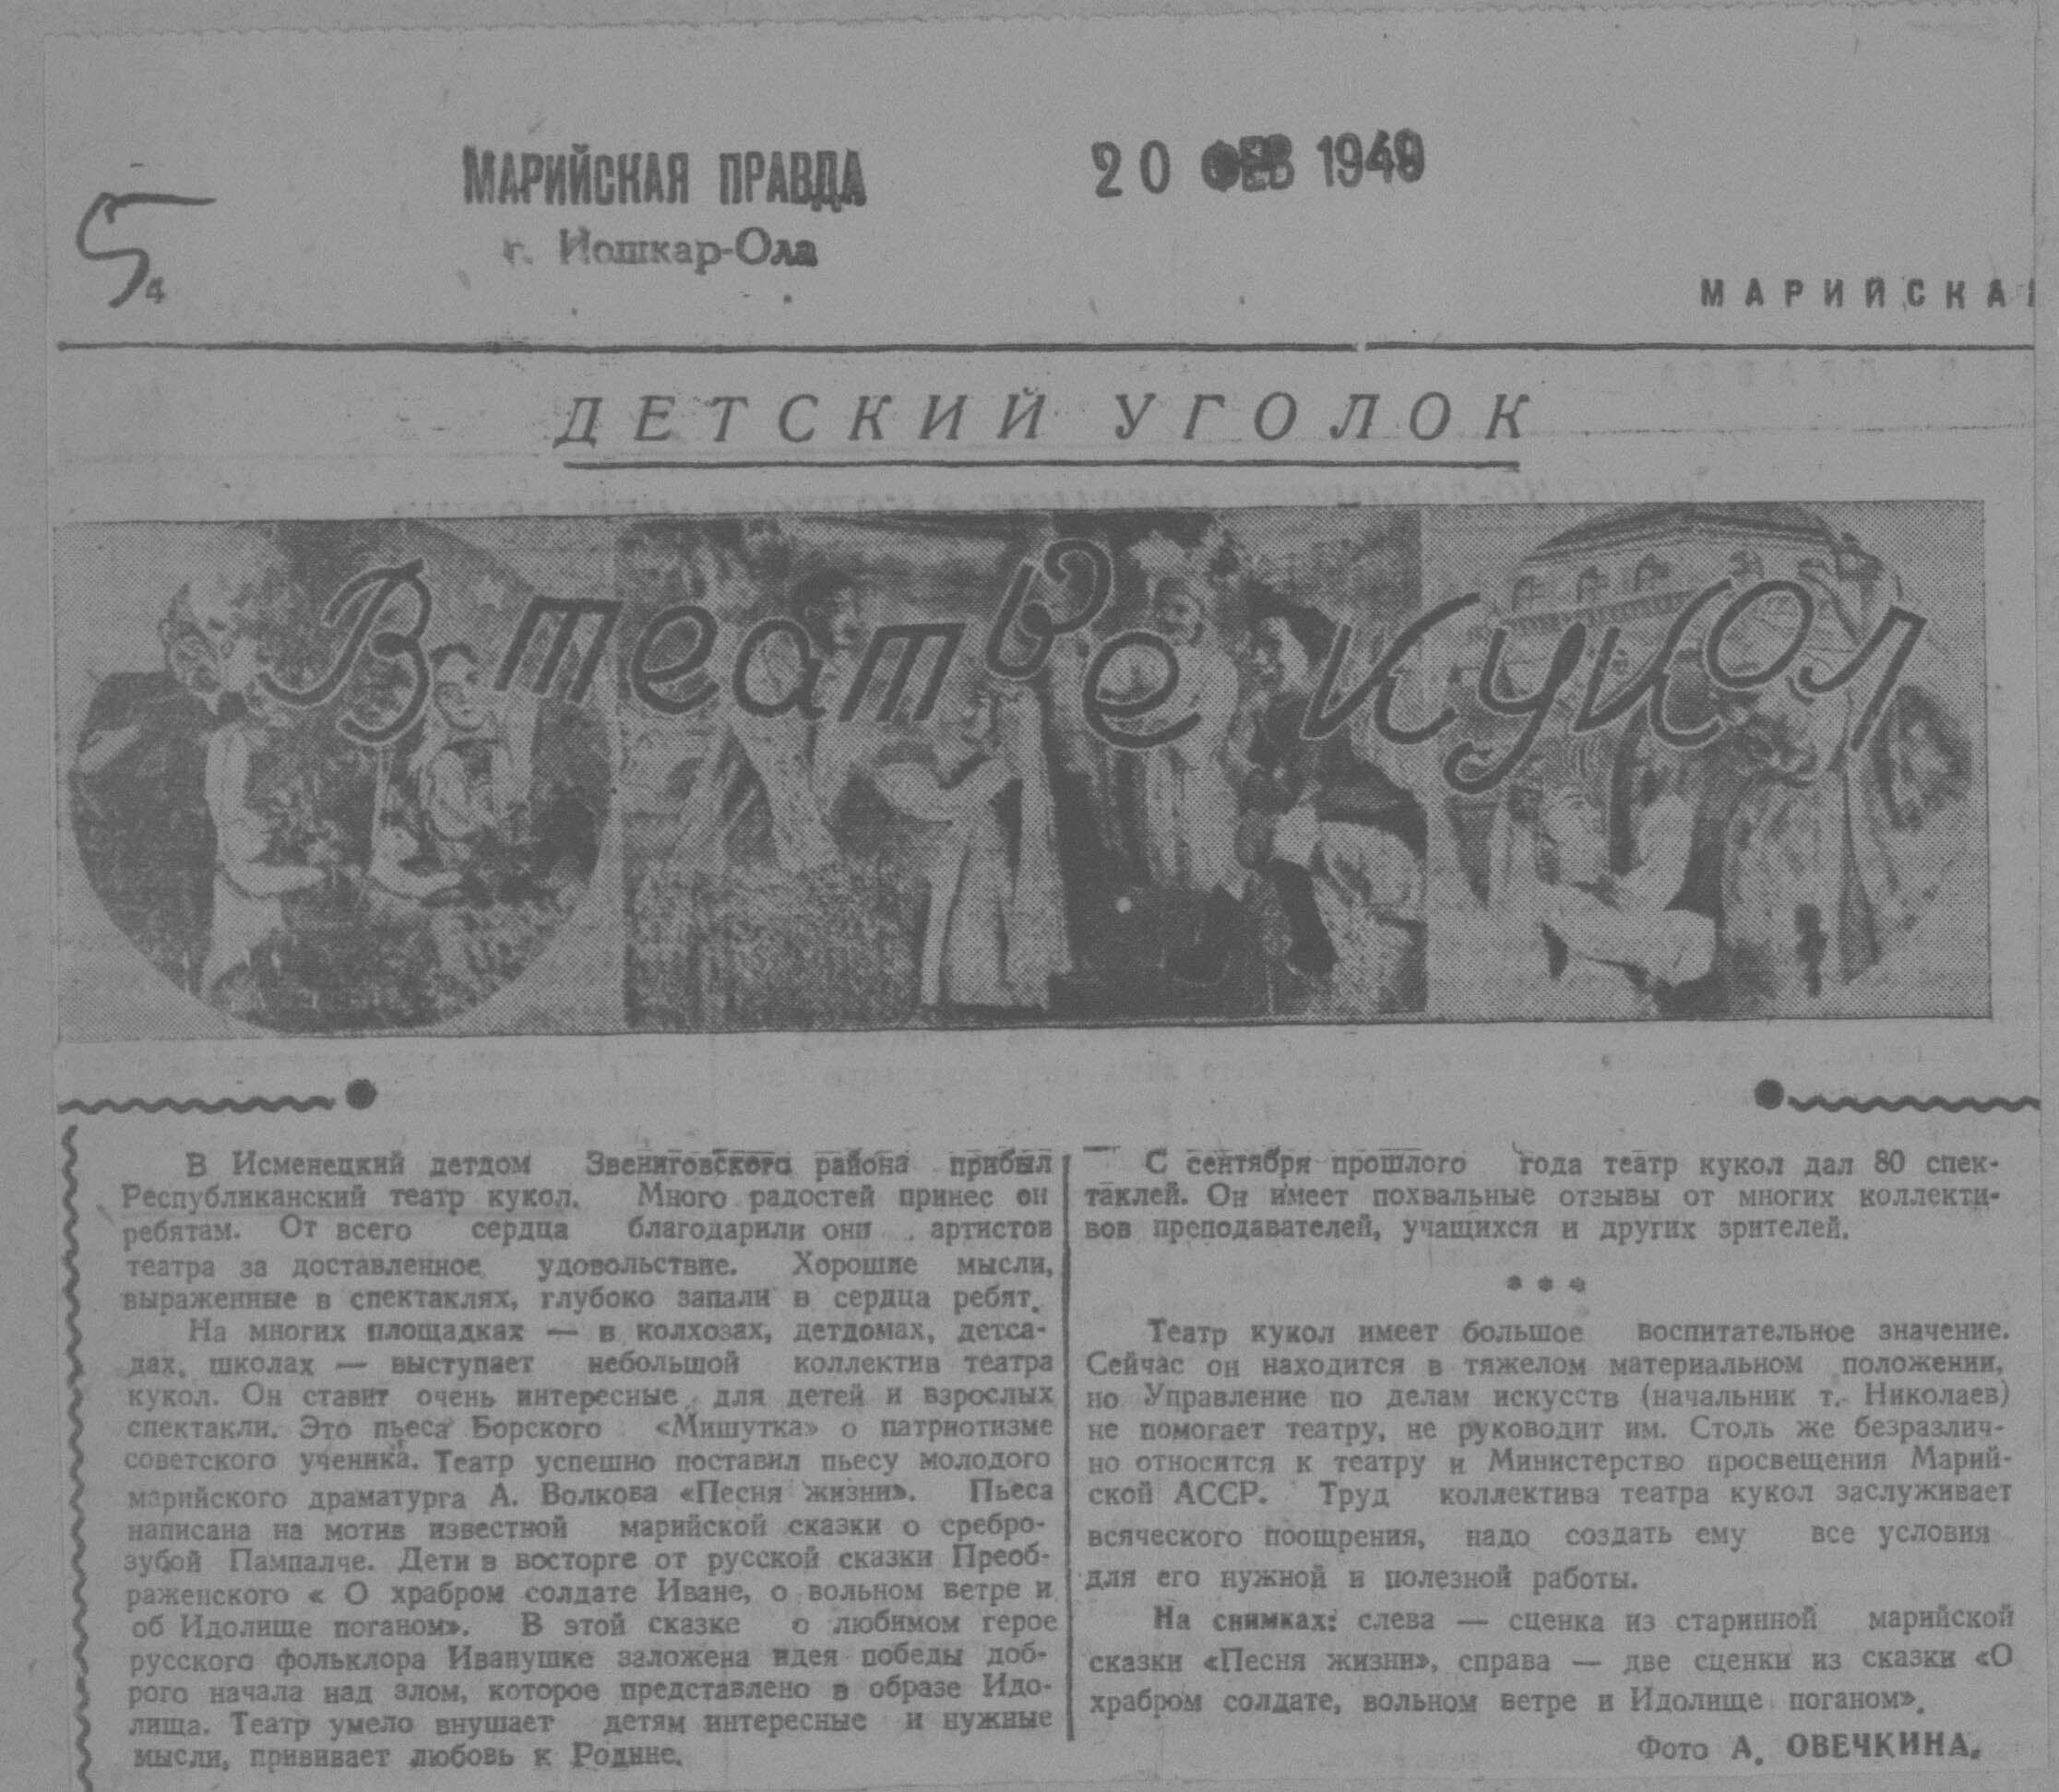 МАРИЙСКАЯ ПРАВДА
г. Йошкар-Ола
20 ФЕВ 1949
5
4
МАРИЙСКА
ДЕТСКИЙ УГОЛОК
В театре кукол
В Исменецкий детдом Звениговского района прибыл
Республиканский театр кукол. Много радостей принес он
ребятам. От всего сердца благодарили они артистов
театра за доставленное удовольствие. Хорошие мысли,
выраженные в спектаклях, глубоко запали в сердца ребят.
На многих площадках — в колхозах, детдомах, детса-
дах, школах — выступает небольшой коллектив театра
кукол. Он ставит очень интересные для детей и взрослых
спектакли. Это пьеса Борского «Мишутка» о патриотизме
советского ученика. Театр успешно поставил пьесу молодого
марийского драматурга А. Волкова «Песня жизни». Пьеса
написана на мотив известной марийской сказки о сребро-
зубой Пампалче. Дети в восторге от русской сказки Преоб-
раженского « О храбром солдате Иване, о вольном ветре и
об Идолище поганом». В этой сказке о любимом герое
русского фольклора Иванушке заложена идея победы доб-
рого начала над злом, которое представлено в образе Идо-
лища. Театр умело внушает детям интересные и нужные
мысли, прививает любовь к Родине.
С сентября прошлого года театр кукол дал 80 спек-
таклей. Он имеет похвальные отзывы от многих коллекти-
вов преподавателей, учащихся и других зрителей.
* * *
Театр кукол имеет большое воспитательное значение.
Сейчас он находится в тяжелом материальном положении,
но Управление по делам искусств (начальник т. Николаев)
не помогает театру, не руководит им. Столь же безразлич-
но относится к театру и Министерство просвещения Марий-
ской АССР. Труд коллектива театра кукол заслуживает
всяческого поощрения, надо создать ему все условия
для его нужной и полезной работы.
На снимках: слева — сценка из старинной марийской
сказки «Песня жизни», справа — две сценки из сказки «О
храбром солдате, вольном ветре и Идолище поганом».
Фото А. ОВЕЧКИНА.